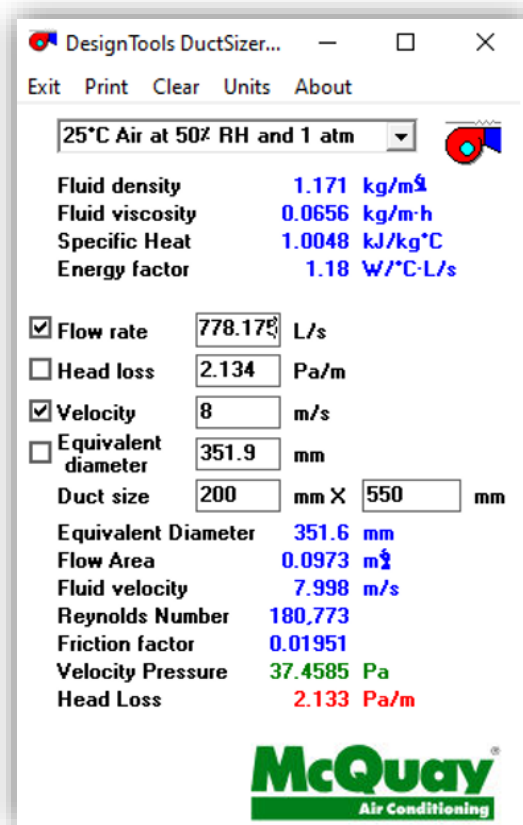 DesignTools DuctSizer...
Exit Print Clear Units About
25°C Air at 50% RH and 1 atm
Fluid density 1.171 kg/m³
Fluid viscosity 0.0656 kg/m·h
Specific Heat 1.0048 kJ/kg°C
Energy factor 1.18 W/°C·L/s
Flow rate 778.175 L/s
Head loss 2.134 Pa/m
Velocity 8 m/s
Equivalent
diameter 351.9 mm
Duct size 200 mm X 550 mm
Equivalent Diameter 351.6 mm
Flow Area 0.0973 m²
Fluid velocity 7.998 m/s
Reynolds Number 180,773
Friction factor 0.01951
Velocity Pressure 37.4585 Pa
Head Loss 2.133 Pa/m
McQuay®
Air Conditioning